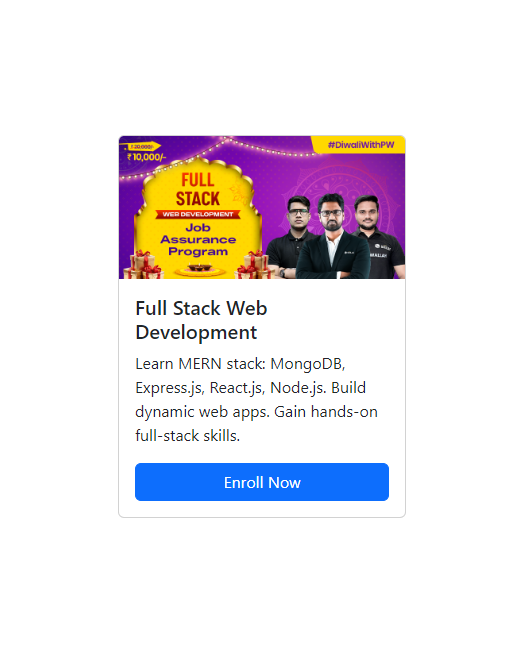 #DiwaliWithPW
₹ 20,000/-
₹ 10,000/-
FULL
STACK
WEB DEVELOPMENT
Job
Assurance
Program
Full Stack Web
Development
Learn MERN stack: MongoDB,
Express.js, React.js, Node.js. Build
dynamic web apps. Gain hands-on
full-stack skills.
Enroll Now